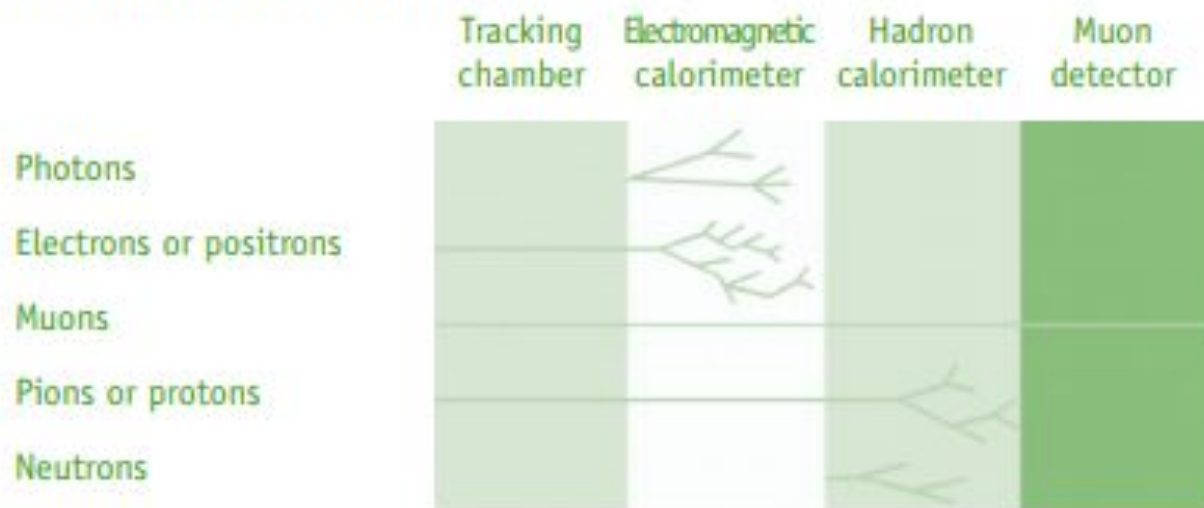 Tracking chamber
Electromagnetic calorimeter
Hadron calorimeter
Muon detector
Photons
Electrons or positrons
Muons
Pions or protons
Neutrons